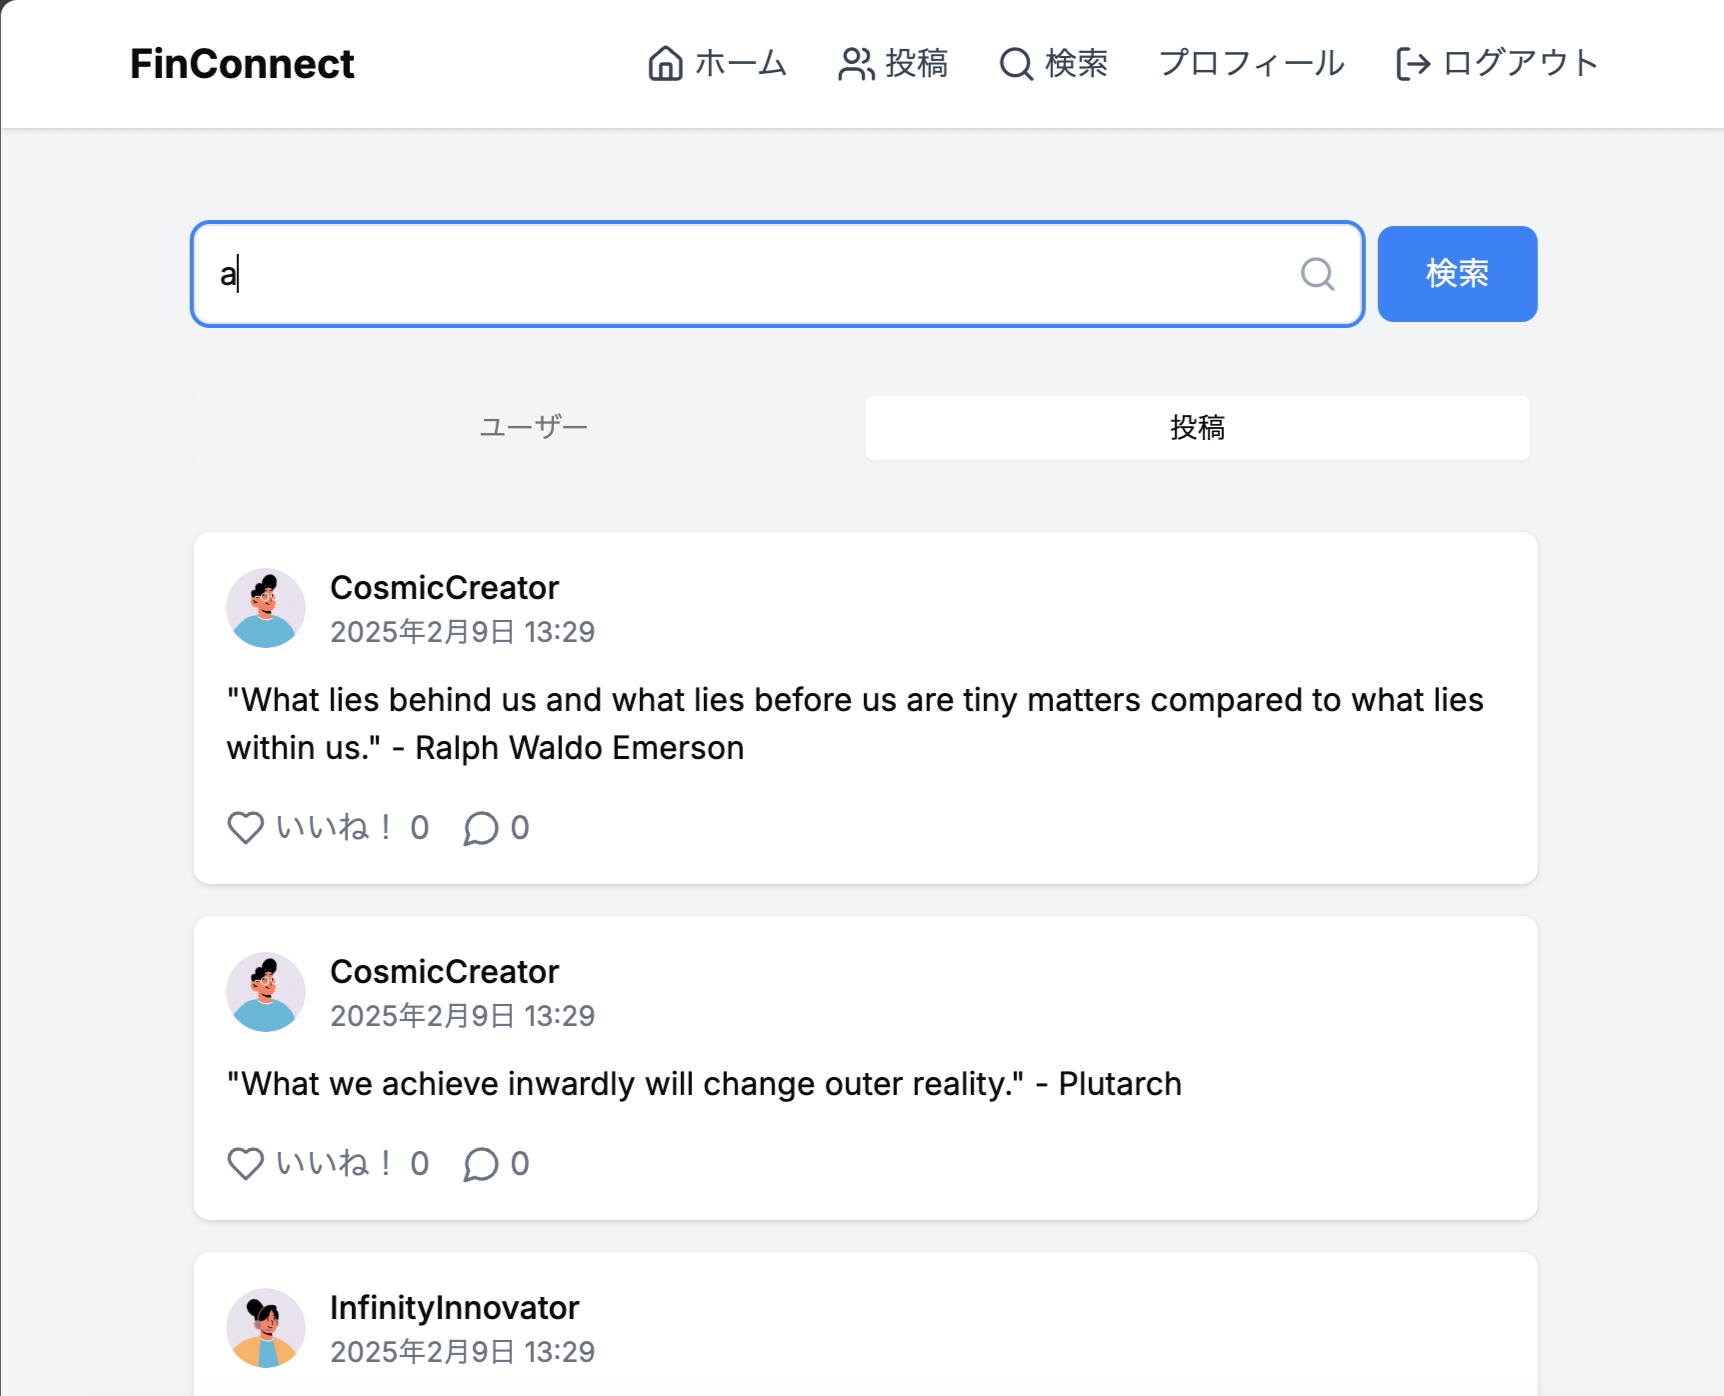 FinConnect
ホーム
投稿
検索
プロフィール
ログアウト
a
検索
ユーザー
投稿
CosmicCreator
2025年2月9日 13:29
"What lies behind us and what lies before us are tiny matters compared to what lies
within us." - Ralph Waldo Emerson
いいね！ 0 0
CosmicCreator
2025年2月9日 13:29
"What we achieve inwardly will change outer reality." - Plutarch
いいね！ 0 0
InfinityInnovator
2025年2月9日 13:29